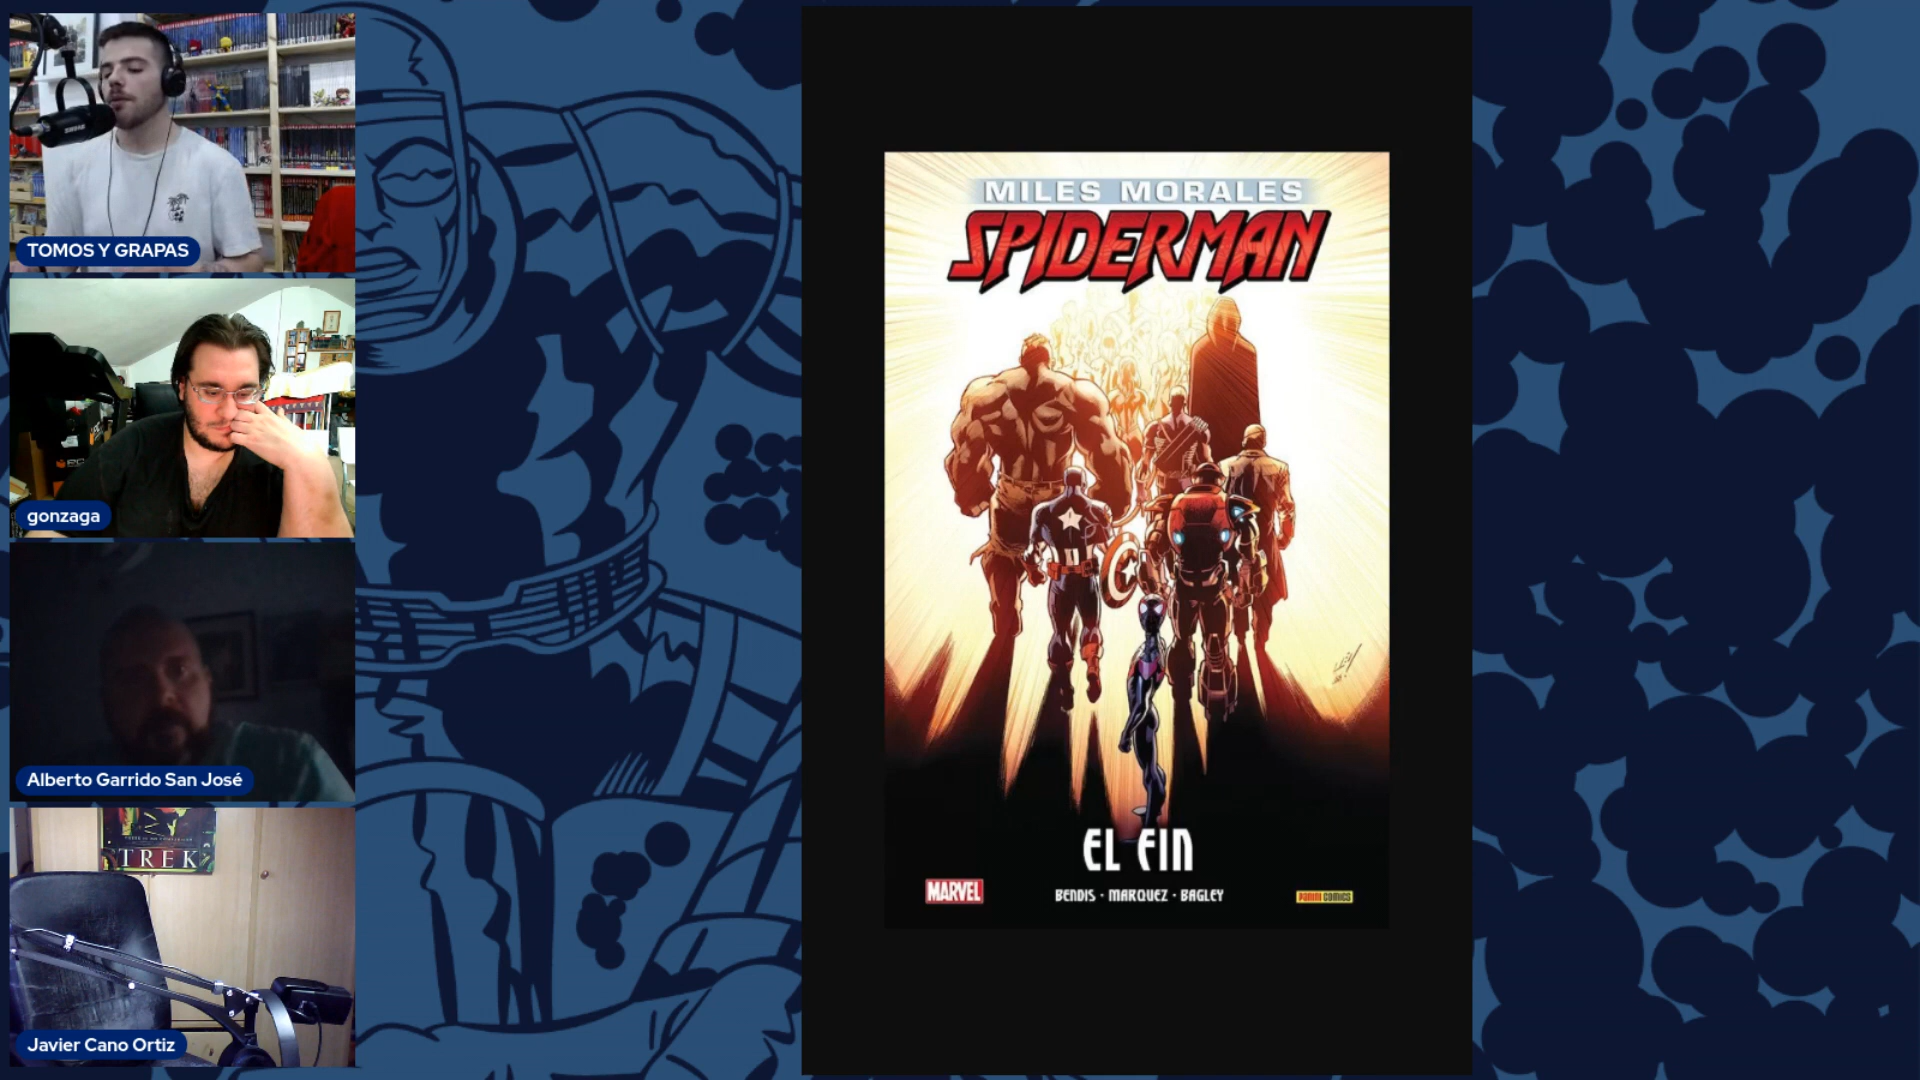 TOMOS Y GRAPAS
gonzaga
Alberto Garrido San José
TREK
Javier Cano Ortiz
MILES MORALES
SPIDERMAN
EL FIN
MARVEL
BENDIS · MARQUEZ · BAGLEY
PANINI COMICS